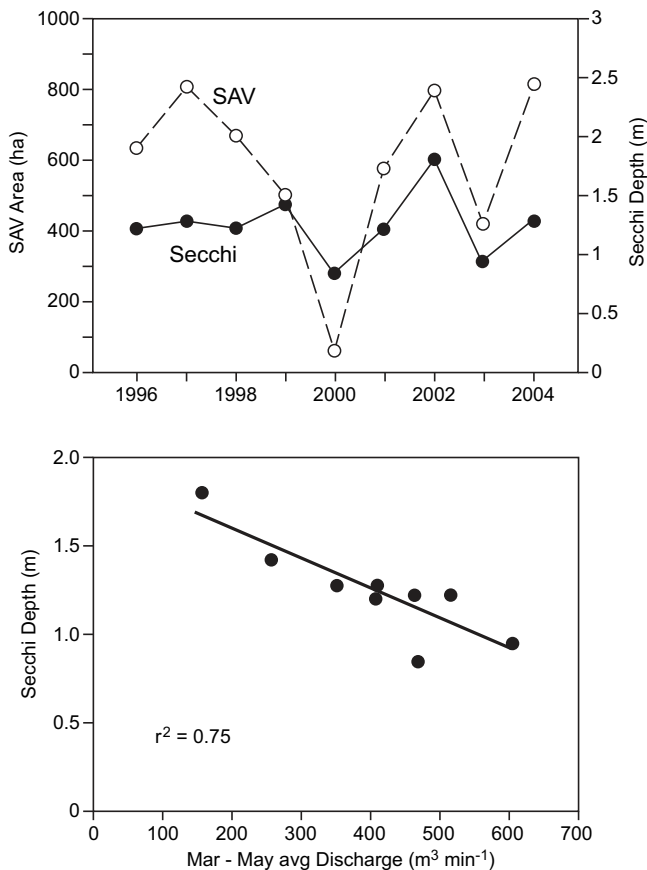 1000
800
600
400
200
0
SAV Area (ha)
SAV
Secchi
3
2.5
2
1.5
1
0.5
0
Secchi Depth (m)
1996 1998 2000 2002 2004
2.0
1.5
1.0
0.5
0
Secchi Depth (m)
r² = 0.75
0 100 200 300 400 500 600 700
Mar - May avg Discharge (m³ min⁻¹)